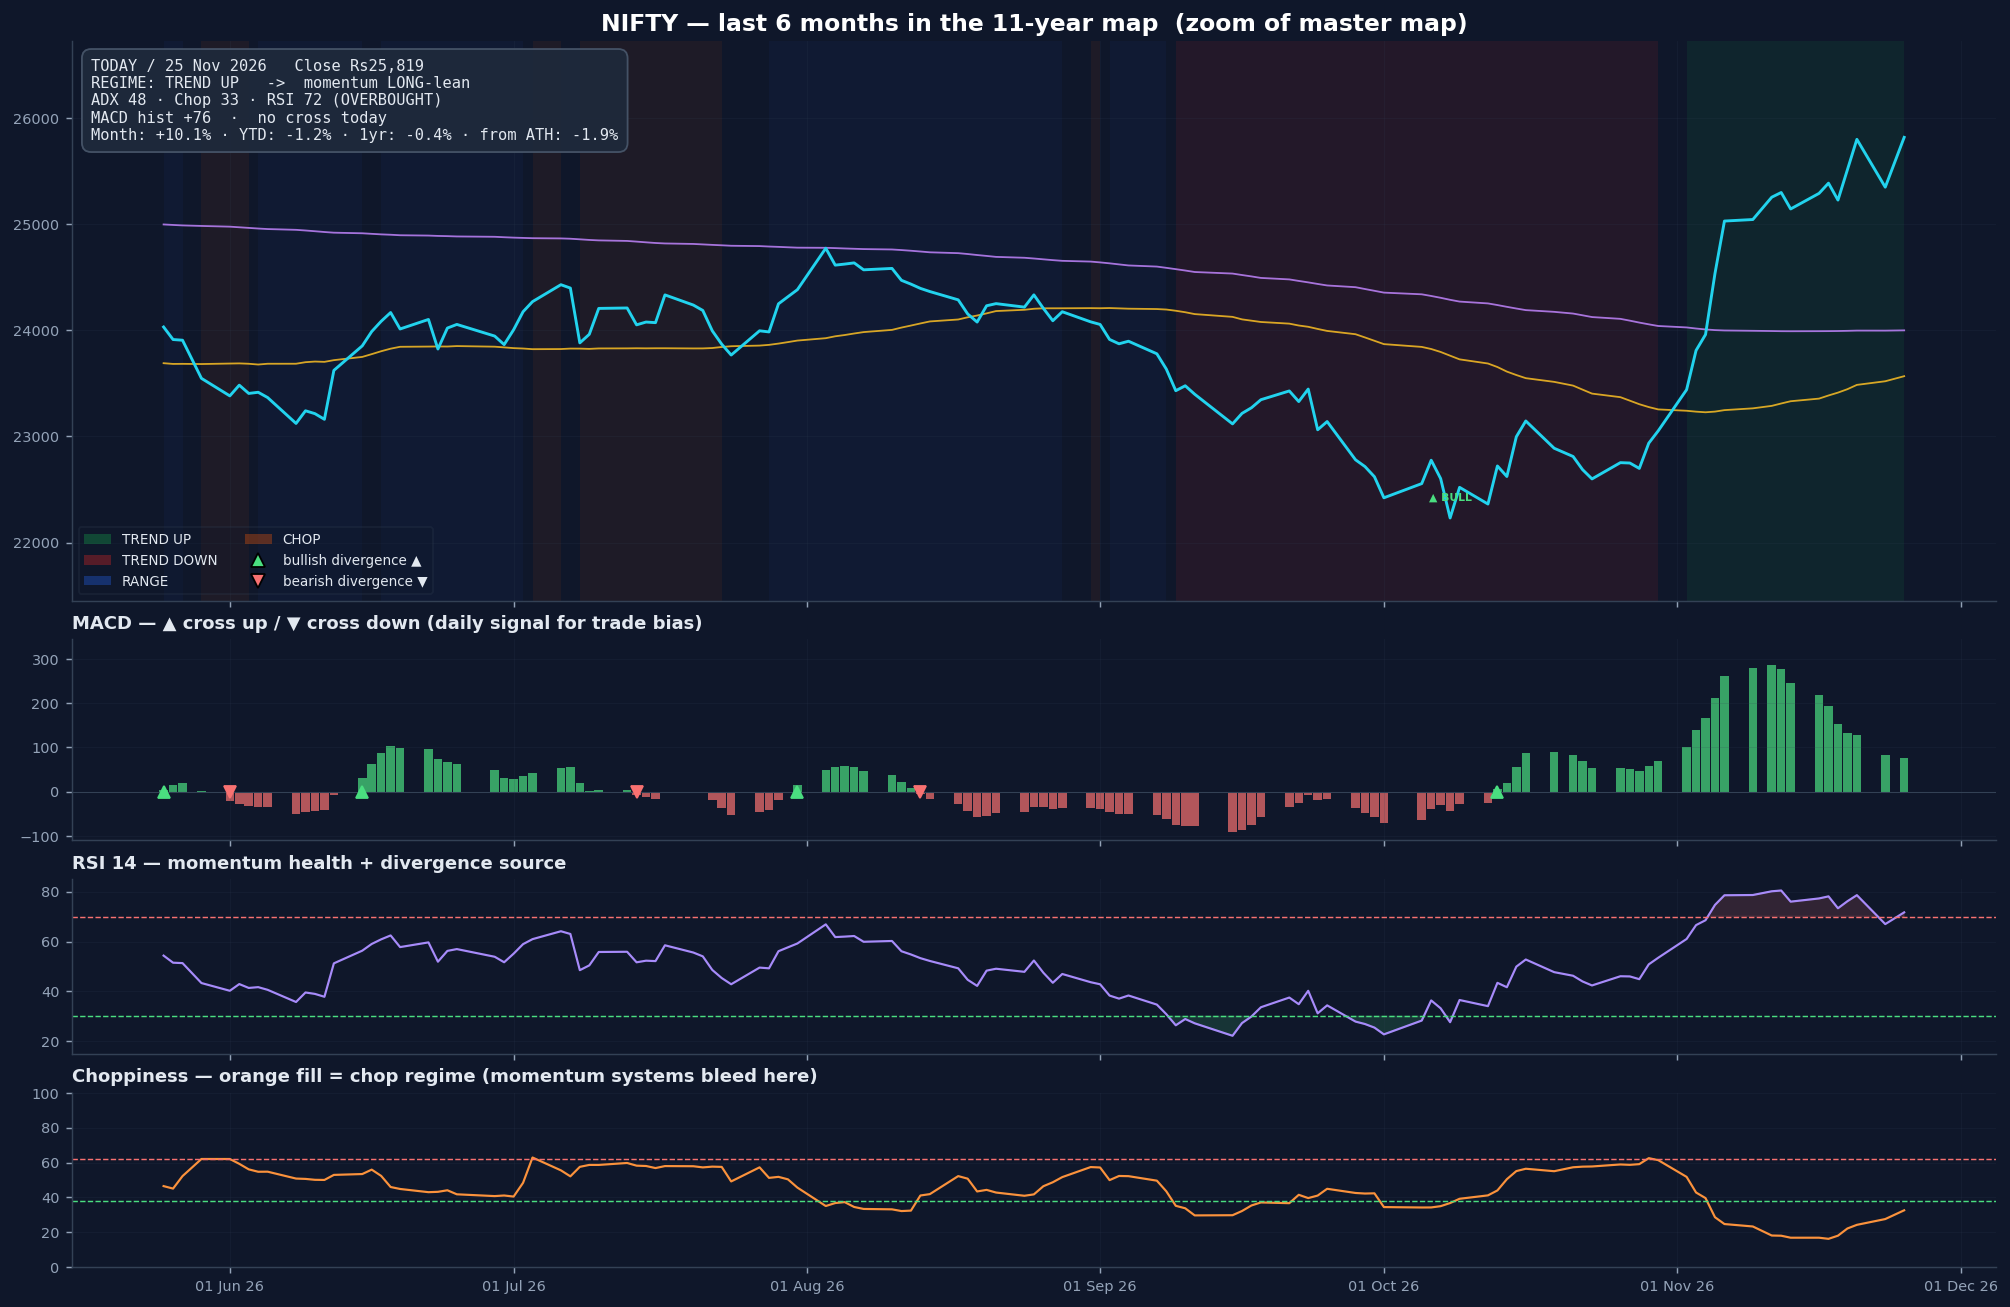 NIFTY — last 6 months in the 11-year map  (zoom of master map)
TODAY / 25 Nov 2026   Close Rs25,819
REGIME: TREND UP   ->  momentum LONG-lean
ADX 48 · Chop 33 · RSI 72 (OVERBOUGHT)
MACD hist +76  ·  no cross today
Month: +10.1% · YTD: -1.2% · 1yr: -0.4% · from ATH: -1.9%
26000
25000
24000
23000
22000
▲ BULL
TREND UP
TREND DOWN
RANGE
CHOP
bullish divergence ▲
bearish divergence ▼
MACD — ▲ cross up / ▼ cross down (daily signal for trade bias)
300
200
100
0
−100
RSI 14 — momentum health + divergence source
80
60
40
20
Choppiness — orange fill = chop regime (momentum systems bleed here)
100
80
60
40
20
0
01 Jun 26
01 Jul 26
01 Aug 26
01 Sep 26
01 Oct 26
01 Nov 26
01 Dec 26